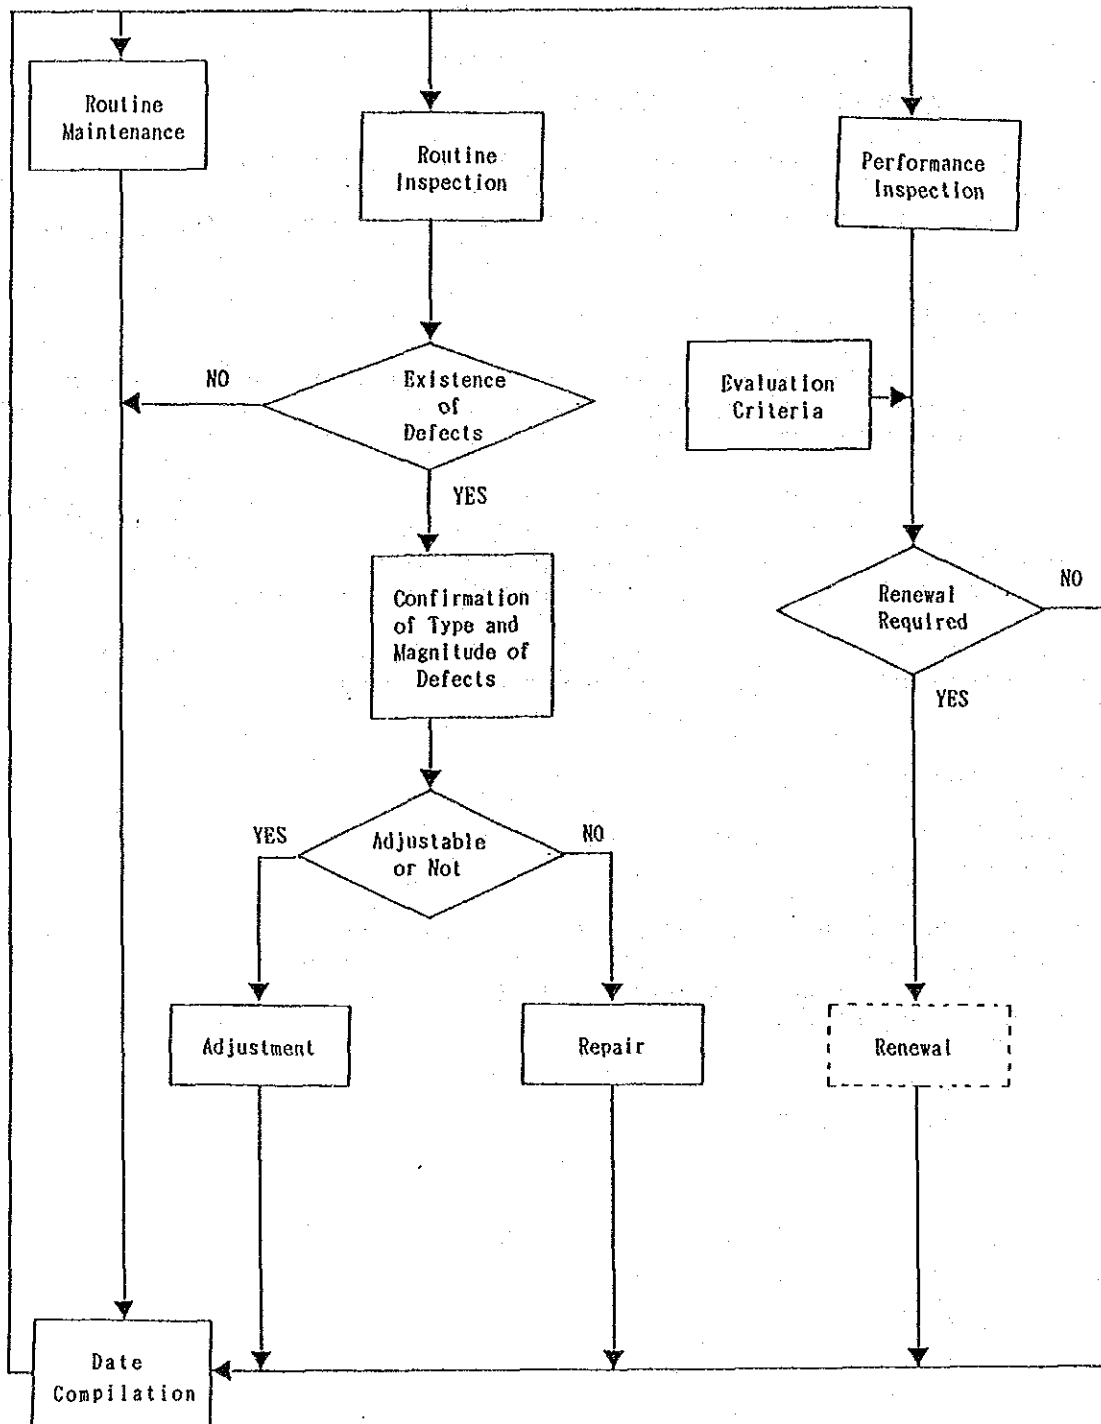 Routine
Maintenance
Routine
Inspection
Performance
Inspection
NO
Existence
of
Defects
YES
Evaluation
Criteria
Confirmation
of Type and
Magnitude of
Defects
Renewal
Required
NO
YES
YES
Adjustable
or Not
NO
Adjustment
Repair
Renewal
Date
Compilation